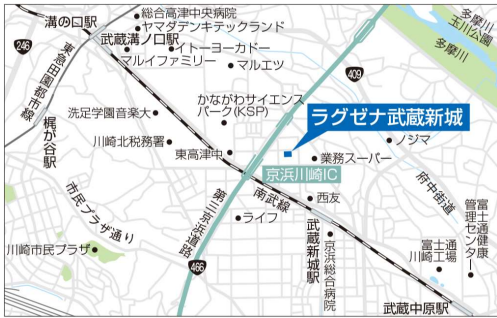 溝の口駅
総合高津中央病院
ヤマダデンキテックランド
武蔵溝ノ口駅
イトーヨーカドー
マルイファミリー
マルエツ
246
東急田園都市線
梶が谷駅
洗足学園音楽大
かながわサイエンス
パーク(KSP)
川崎北税務署
東高津中
409
多摩川
玉川公園
多摩川
ラグゼナ武蔵新城
ノジマ
業務スーパー
京浜川崎IC
府中街道
富士通健康
管理センター
市民プラザ通り
第三京浜道路
南武線
西友
ライフ
武蔵新城駅
京浜総合病院
川崎市民プラザ
466
富士通
川崎工場
武蔵中原駅